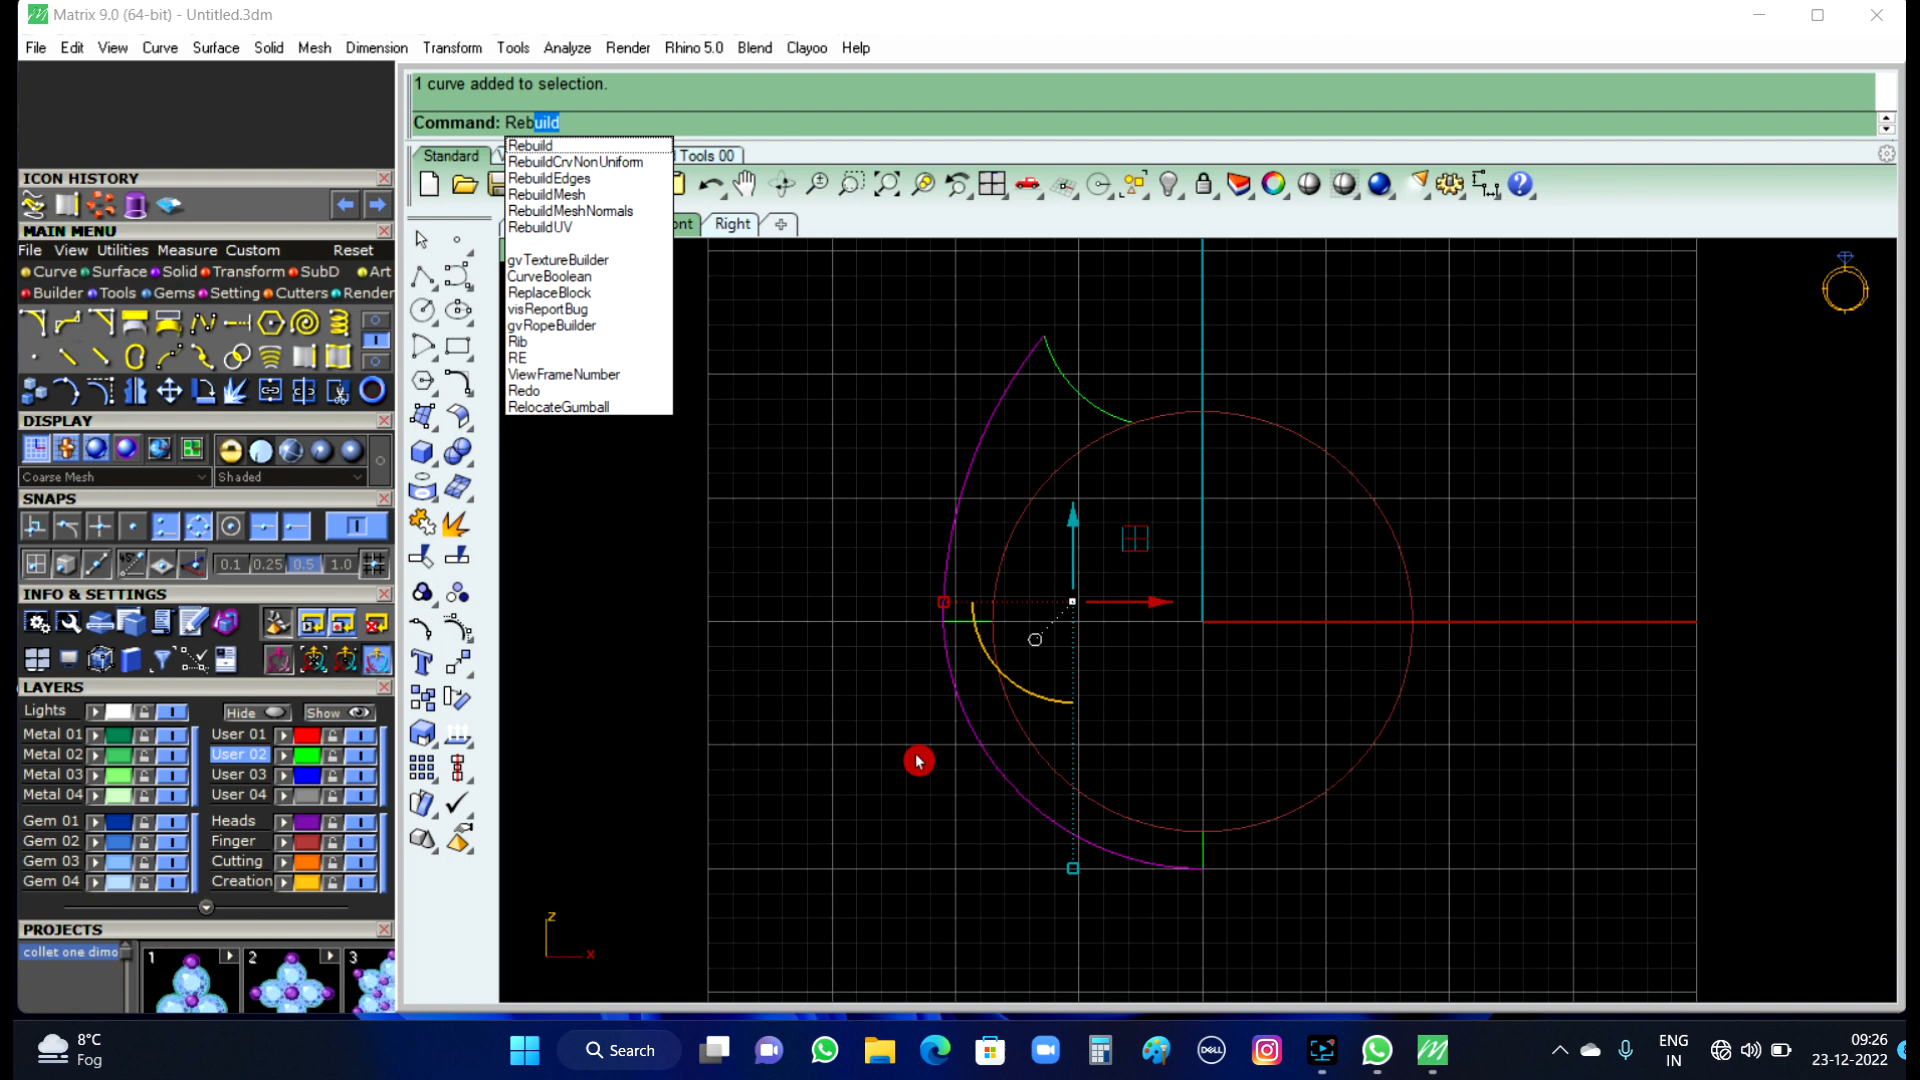 Matrix 9.0 (64-bit) - Untitled.3dm
File Edit View Curve Surface Solid Mesh Dimension Transform Tools Analyze Render Rhino 5.0 Blend Clayoo Help
1 curve added to selection.
Command: Rebuild
Rebuild
RebuildCrvNonUniform
RebuildEdges
RebuildMesh
RebuildMeshNormals
RebuildUV
gvTextureBuilder
CurveBoolean
ReplaceBlock
visReportBug
gvRopeBuilder
Rib
RE
ViewFrameNumber
Redo
RelocateGumball
Standard
Tools 00
Right
ICON HISTORY
MAIN MENU
File View Utilities Measure Custom Reset
Curve Surface Solid Transform SubD Art
Builder Tools Gems Setting Cutters Render
DISPLAY
Coarse Mesh Shaded
SNAPS
0.1 0.25 0.5 1.0
INFO & SETTINGS
LAYERS
Lights Hide Show
Metal 01 User 01
Metal 02 User 02
Metal 03 User 03
Metal 04 User 04
Gem 01 Heads
Gem 02 Finger
Gem 03 Cutting
Gem 04 Creation
PROJECTS
collet one dimo
1 2 3
z
x
8°C
Fog
Search
DELL
ENG
IN
09:26
23-12-2022